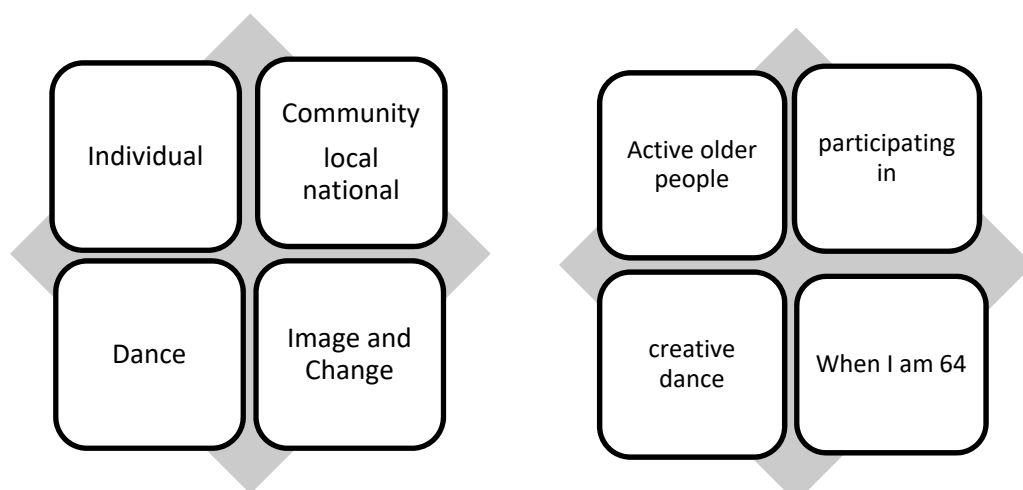 Individual
Community
local
national
Dance
Image and
Change
Active older
people
participating
in
creative
dance
When I am 64